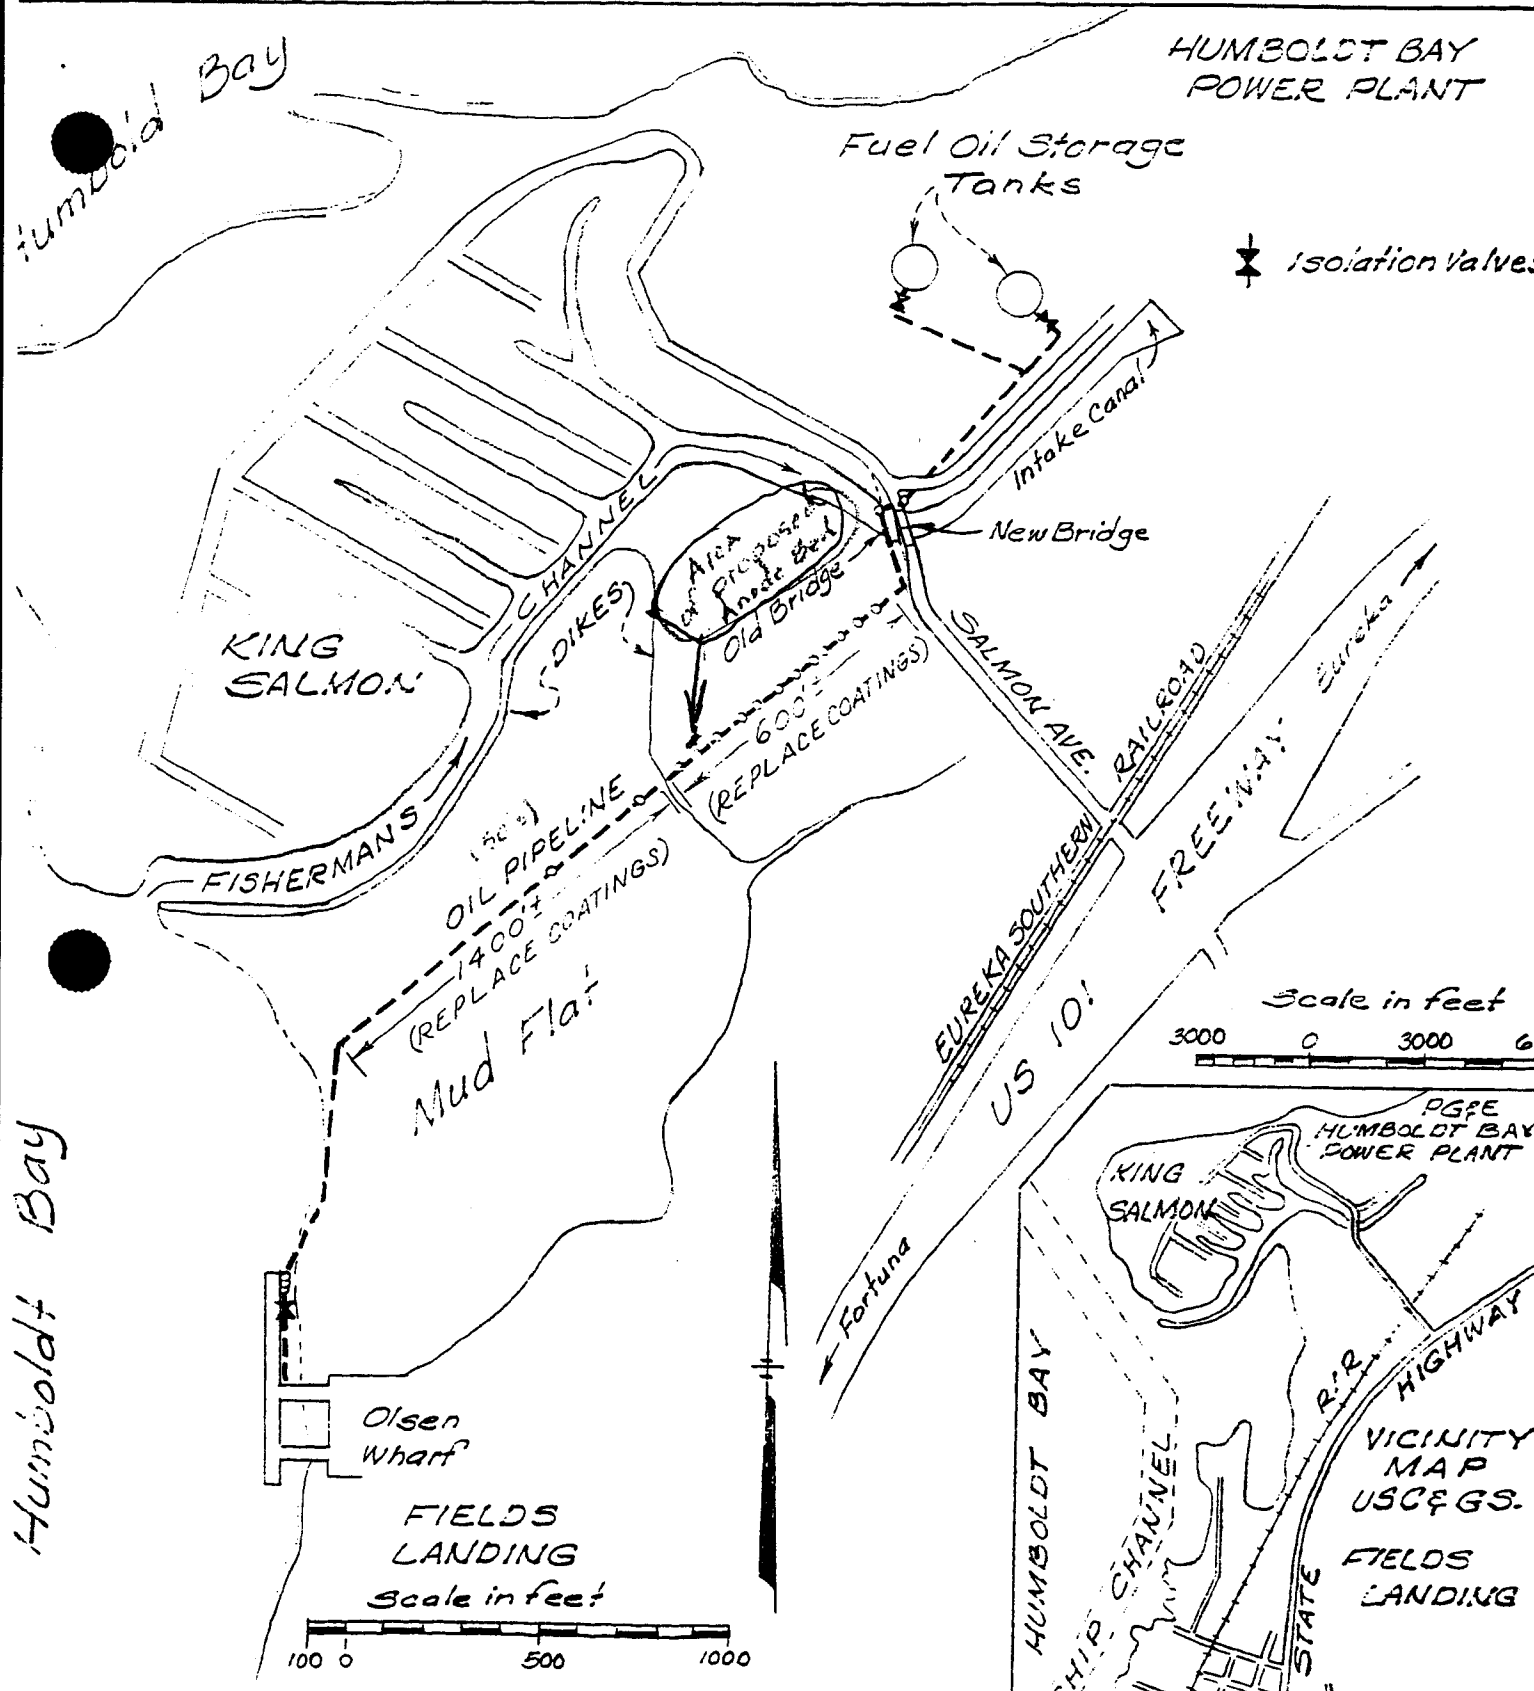 HUMBOLDT BAY
POWER PLANT
Humbold Bay
Fuel Oil Storage
Tanks
Isolation Valves
Intake Canal
New Bridge
Area
Proposed
Anode Bed
Old Bridge
CHANNEL
DIKES
KING
SALMON
SALMON AVE.
RAILROAD
Eureka
600'±
(REPLACE COATINGS)
FISHERMANS
OIL PIPELINE
1400'±
(REPLACE COATINGS)
Mud Flat
EUREKA SOUTHERN
FREEWAY
US 101
Fortuna
Humboldt Bay
Olsen
Wharf
FIELDS
LANDING
Scale in feet
100 0 500 1000
Scale in feet
3000 0 3000 6
PG&E
HUMBOLDT BAY
POWER PLANT
KING
SALMON
HUMBOLDT BAY
SHIP CHANNEL
R.R
STATE
HIGHWAY
VICINITY
MAP
USC&GS.
FIELDS
LANDING